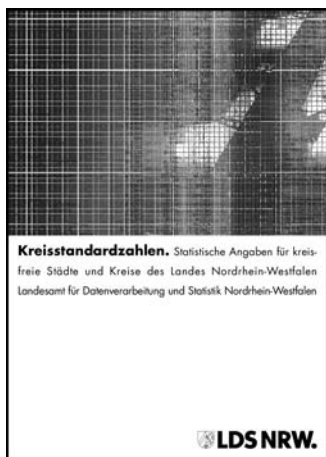 Kreisstandardzahlen. Statistische Angaben für kreis-
freie Städte und Kreise des Landes Nordrhein-Westfalen
Landesamt für Datenverarbeitung und Statistik Nordrhein-Westfalen
LDS NRW.